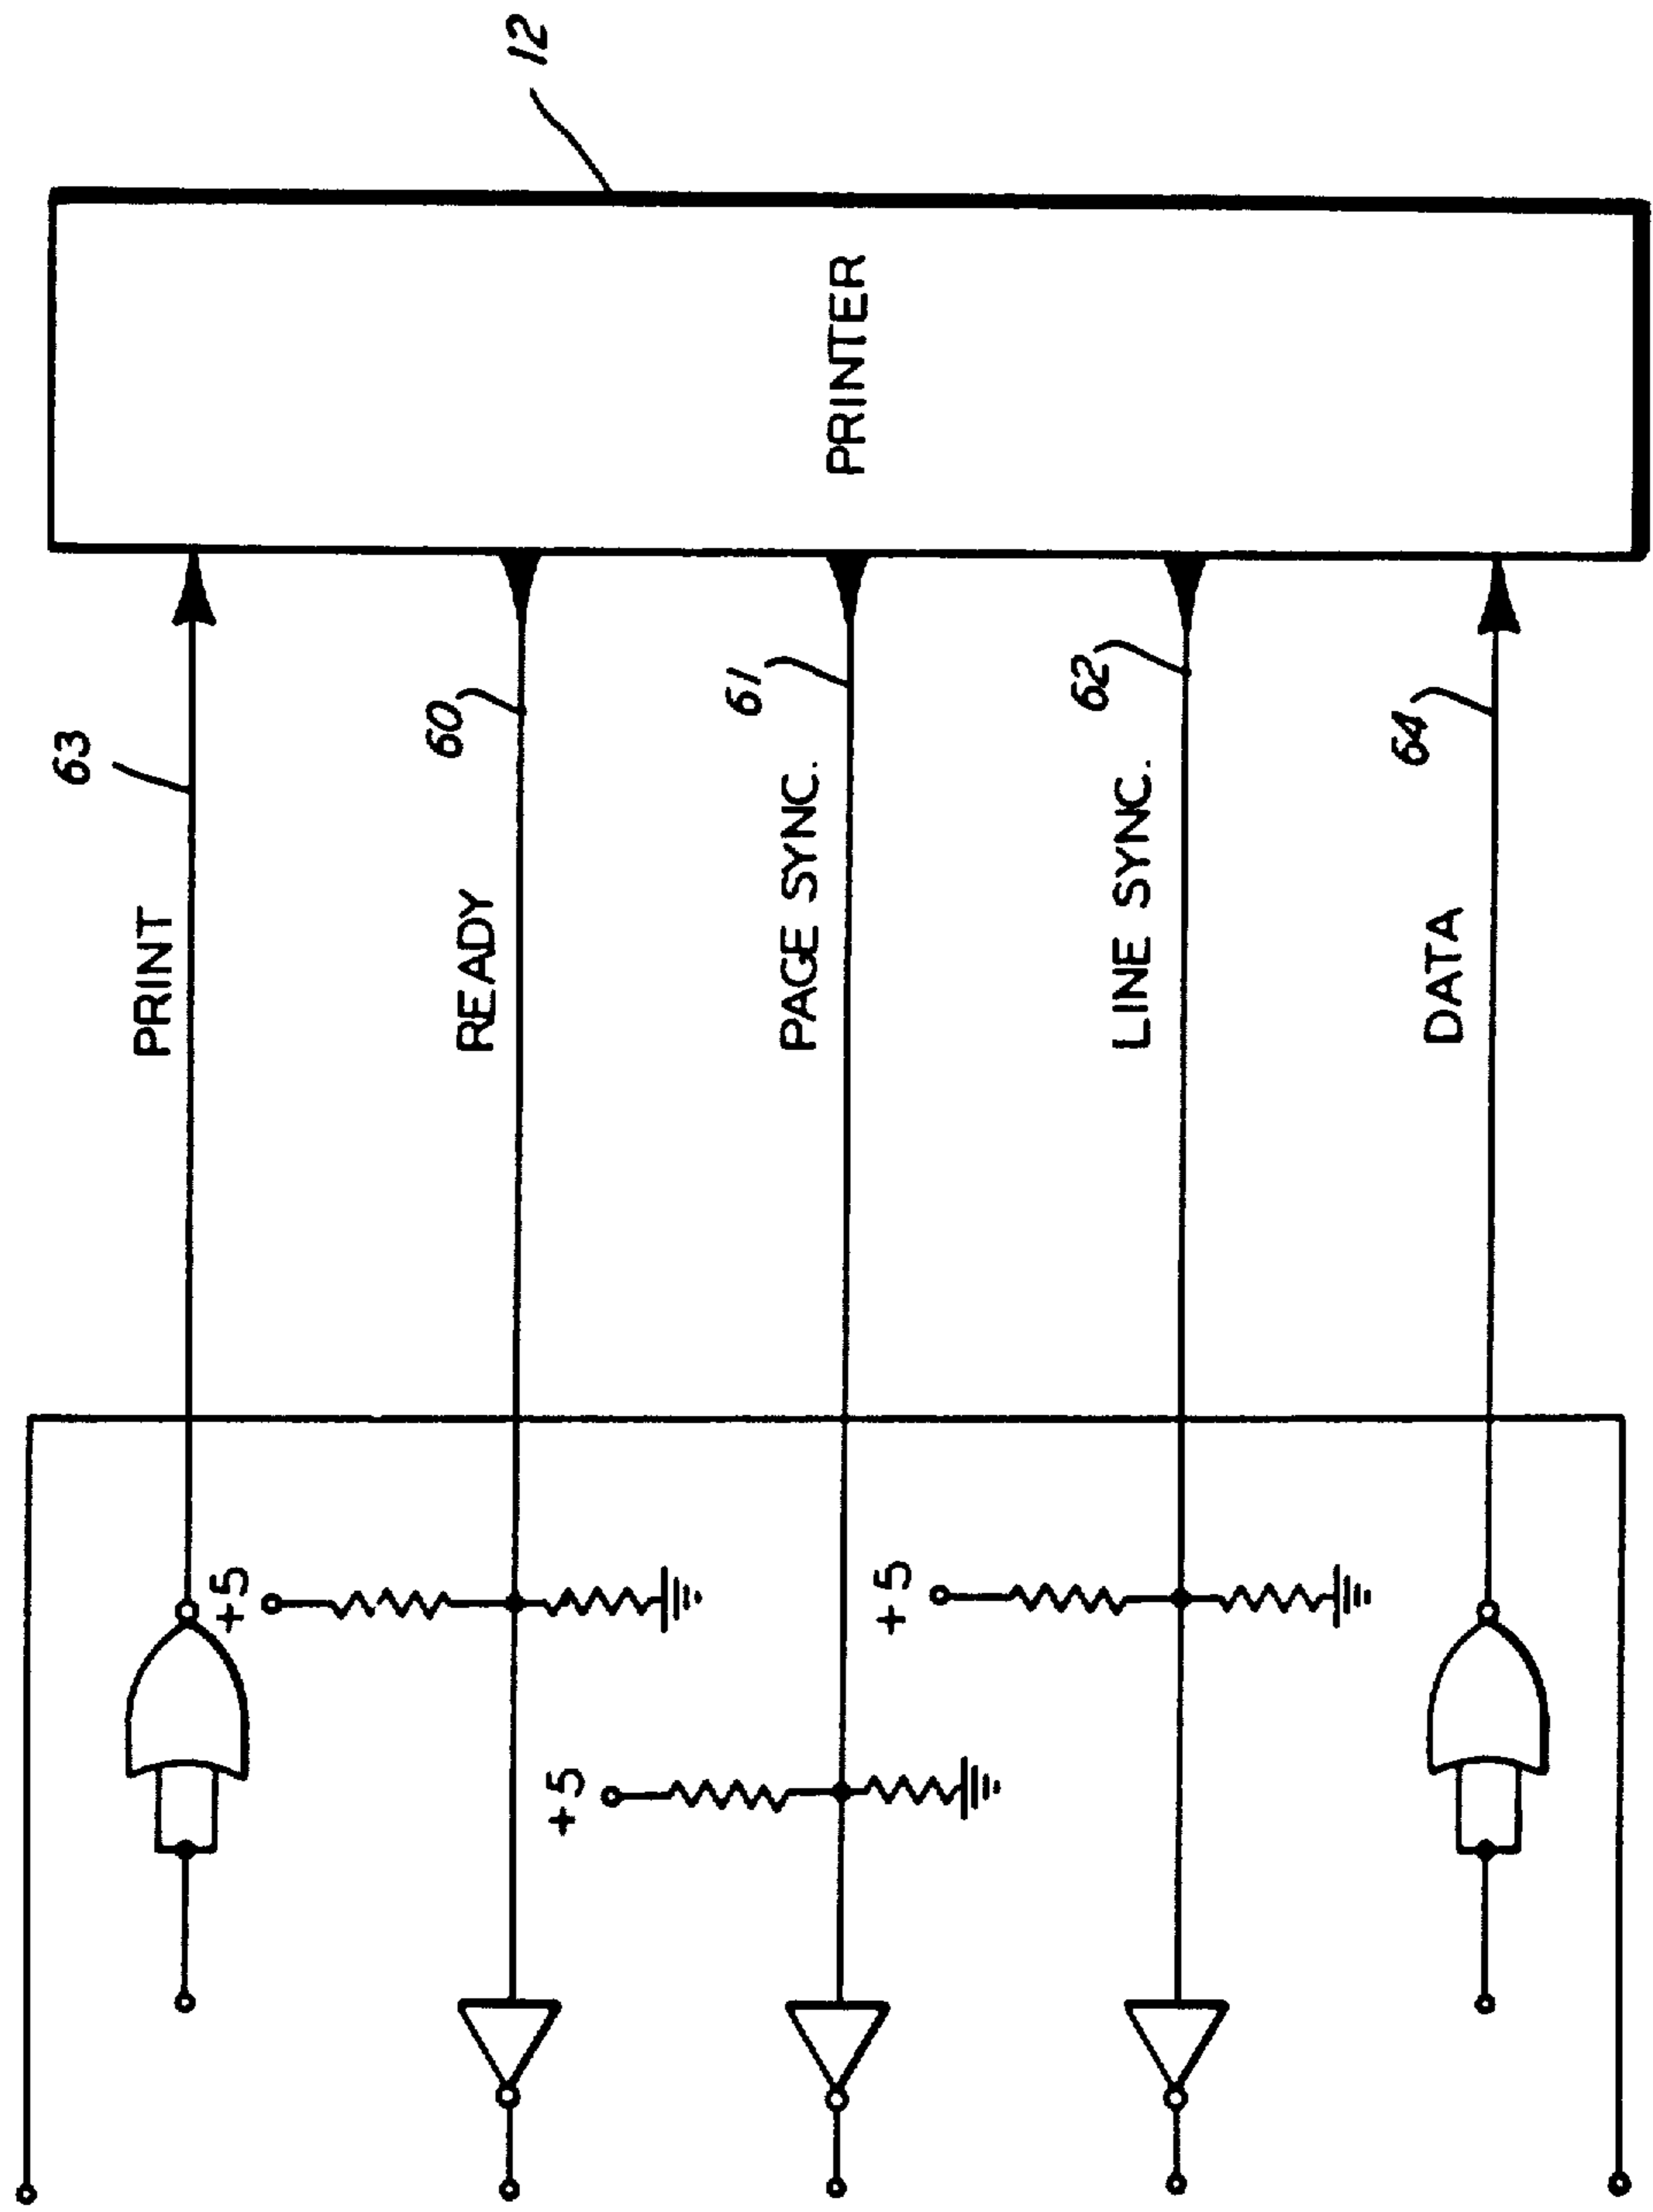 12
PRINTER
63
PRINT
+5
60
READY
61
PAGE SYNC.
+5
62
LINE SYNC.
+5
64
DATA